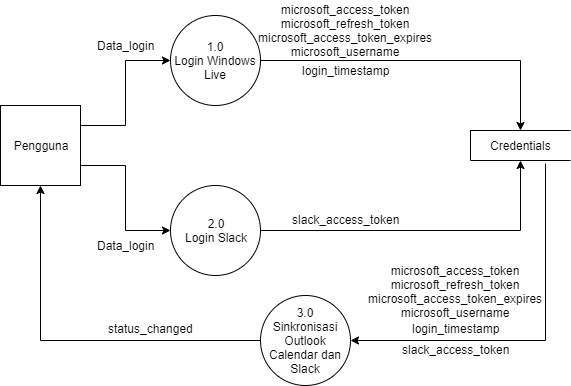 microsoft_access_token
microsoft_refresh_token
microsoft_access_token_expires
microsoft_username
login_timestamp
Data_login
1.0
Login Windows
Live
Pengguna
Credentials
2.0
Login Slack
slack_access_token
Data_login
microsoft_access_token
microsoft_refresh_token
microsoft_access_token_expires
microsoft_username
login_timestamp
slack_access_token
3.0
Sinkronisasi
Outlook
Calendar dan
Slack
status_changed